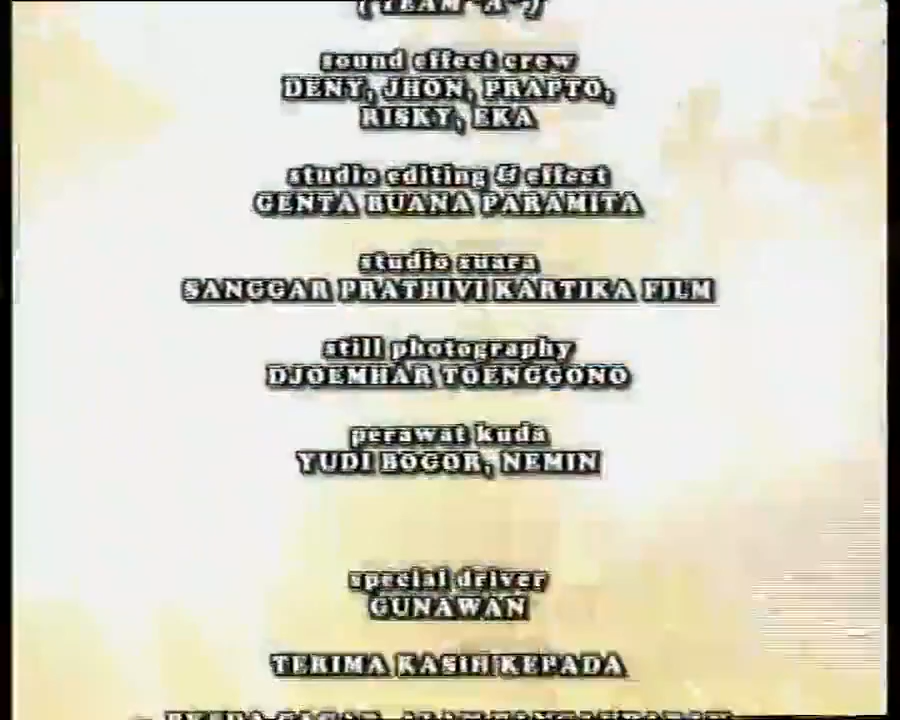 (TEAM "A")
sound effect crew
DENY, JHON, PRAPTO,
RISKY, EKA
studio editing & effect
GENTA BUANA PARAMITA
studio suara
SANGGAR PRATHIVI KARTIKA FILM
still photography
DJOEMHAR TOENGGONO
perawat kuda
YUDI BOGOR, NEMIN
special driver
GUNAWAN
TERIMA KASIH KEPADA